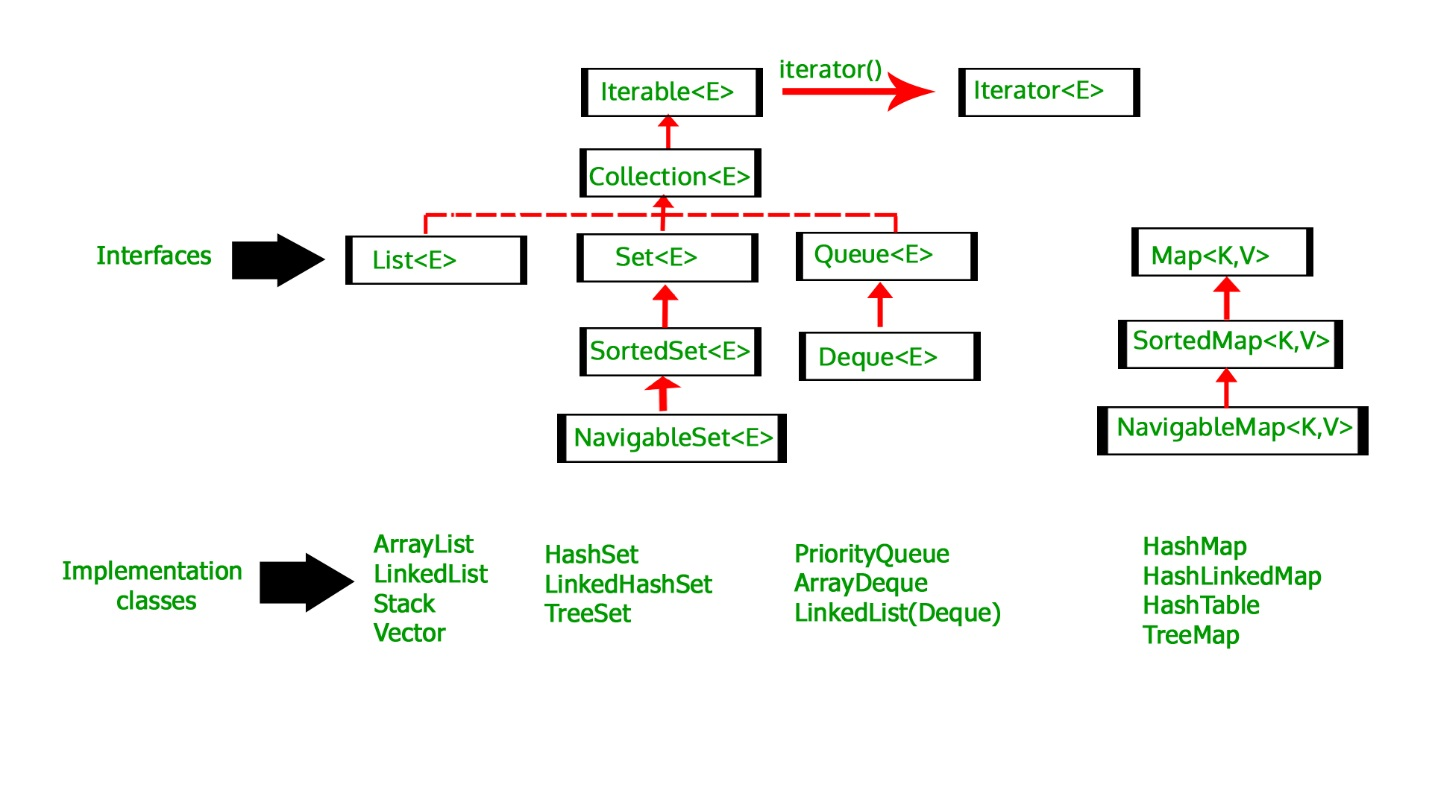 iterator()
Iterable<E>
Iterator<E>
Collection<E>
Interfaces
List<E>
Set<E>
Queue<E>
Map<K,V>
SortedSet<E>
Deque<E>
SortedMap<K,V>
NavigableSet<E>
NavigableMap<K,V>
Implementation
classes
ArrayList
LinkedList
Stack
Vector
HashSet
LinkedHashSet
TreeSet
PriorityQueue
ArrayDeque
LinkedList(Deque)
HashMap
HashLinkedMap
HashTable
TreeMap